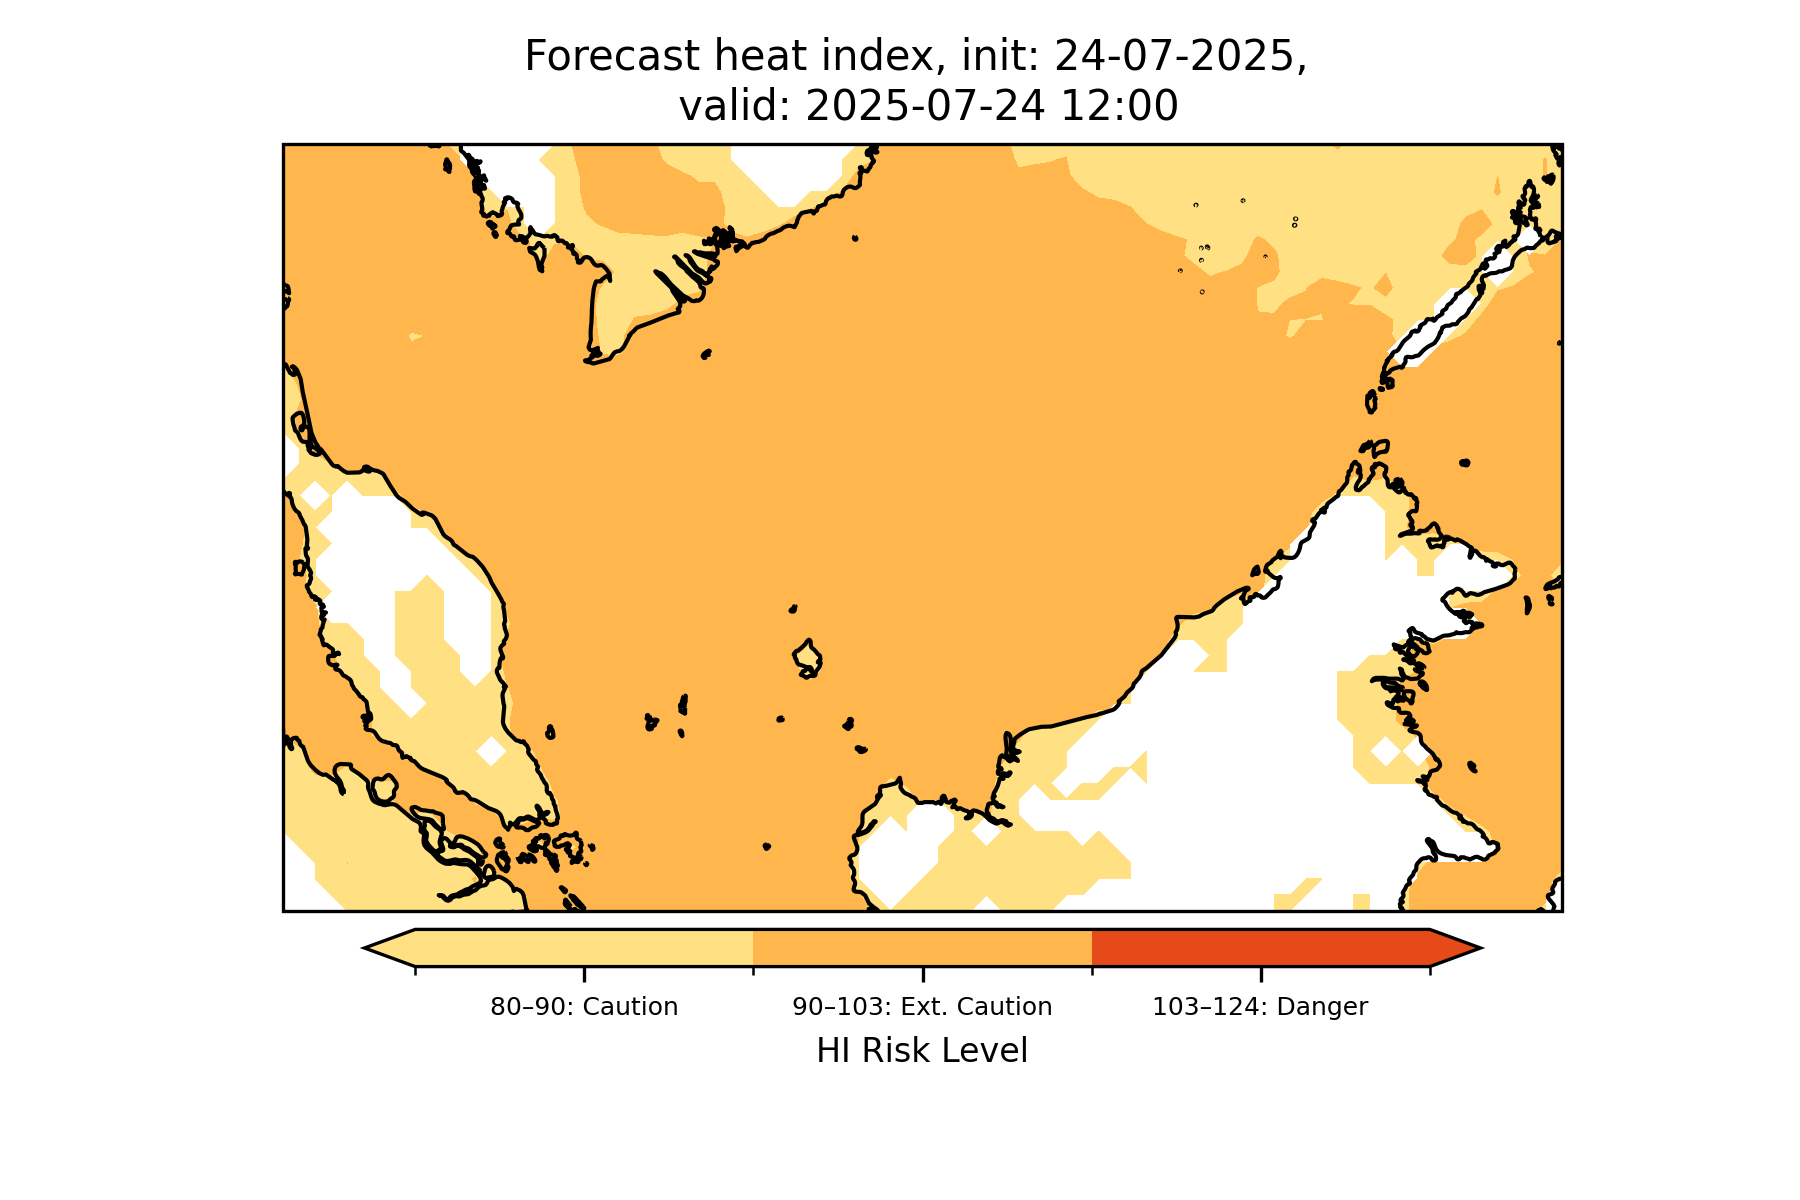 Forecast heat index, init: 24-07-2025,
valid: 2025-07-24 12:00
80–90: Caution
90–103: Ext. Caution
103–124: Danger
HI Risk Level